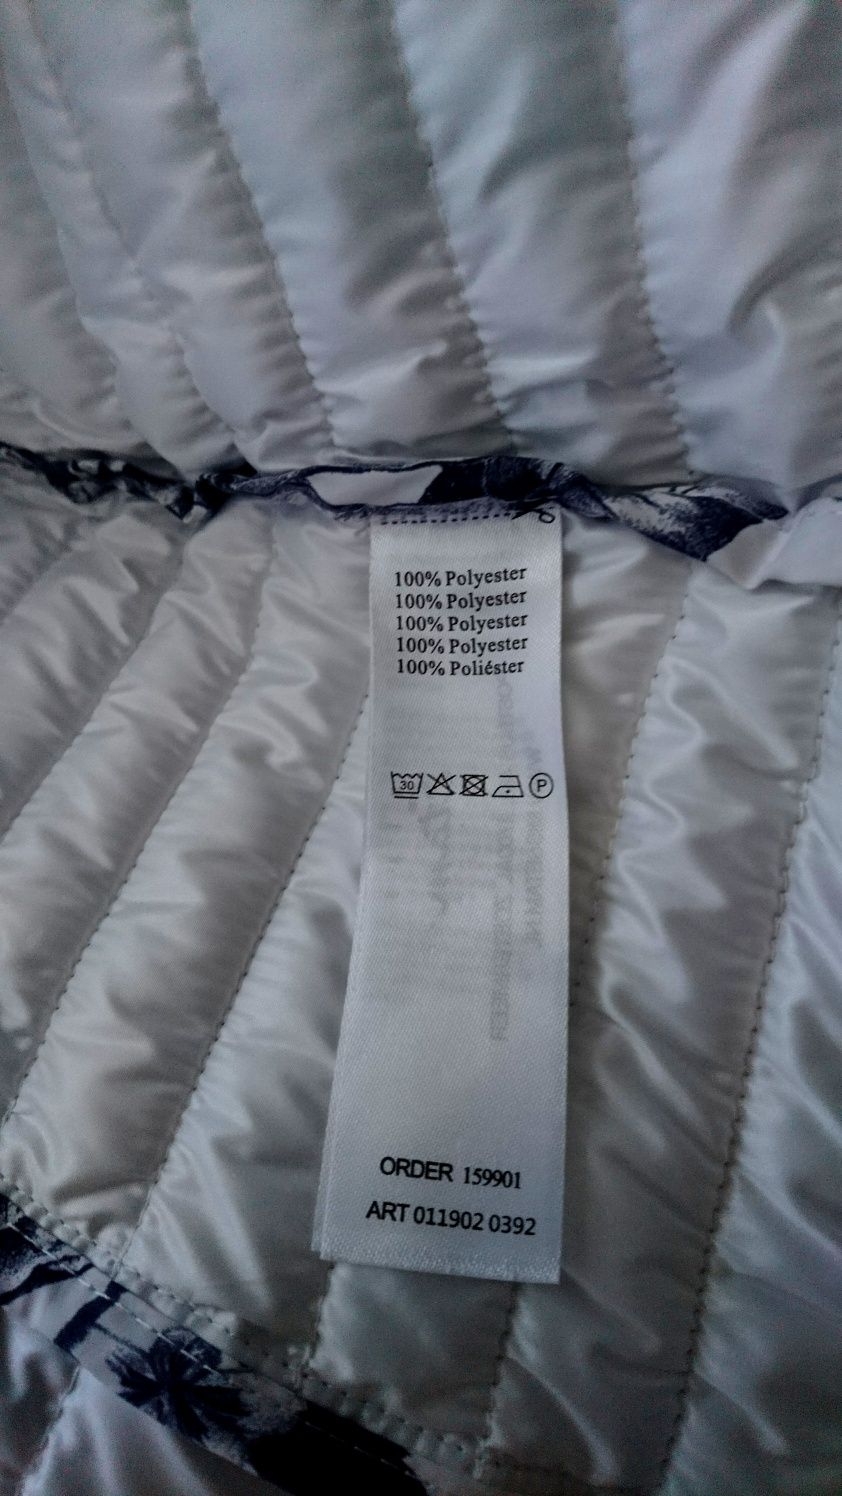 100% Polyester
100% Polyester
100% Polyester
100% Polyester
100% Poliéster
30 P
ORDER 159901
ART 011902 0392